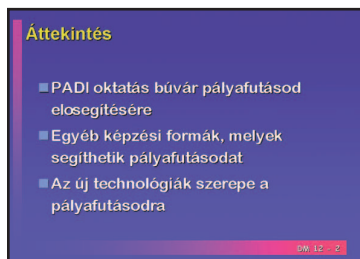 Áttekintés
PADI oktatás búvár pályafutásod
elosegítésére
Egyéb képzési formák, melyek
segíthetik pályafutásodat
Az új technológiák szerepe a
pályafutásodra
DM 12 - 2